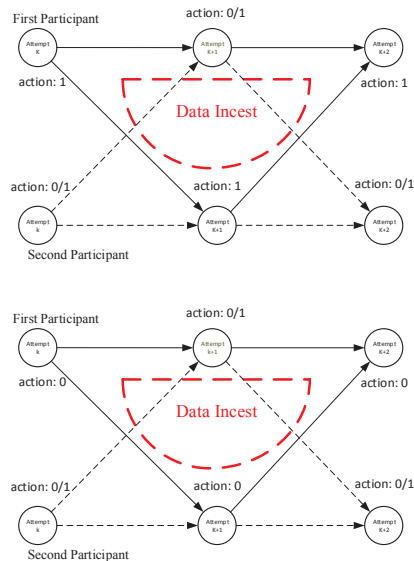 First Participant
action: 0/1
Attempt
K
Attempt
K+1
Attempt
K+2
action: 1
action: 1
Data Incest
action: 0/1
action: 1
action: 0/1
Attempt
k
Attempt
K+1
Attempt
K+2
Second Participant
action: 0/1
First Participant
Attempt
k
Attempt
k+1
Attempt
K+2
action: 0
action: 0
Data Incest
action: 0/1
action: 0
action: 0/1
Attempt
k
Attempt
K+1
Attempt
K+2
Second Participant